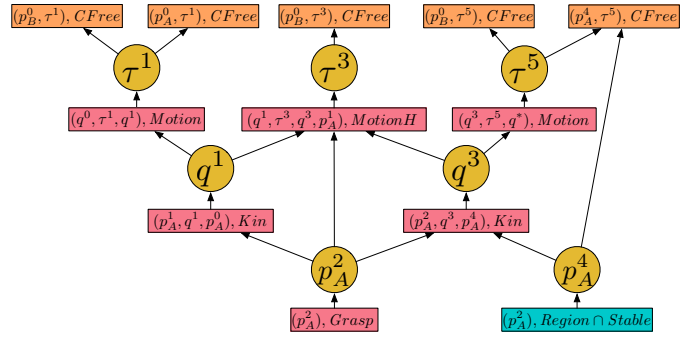 (p_B^0, τ^1), CFree
(p_A^0, τ^1), CFree
(p_B^0, τ^3), CFree
(p_B^0, τ^5), CFree
(p_A^4, τ^5), CFree
τ^1
τ^3
τ^5
(q^0, τ^1, q^1), Motion
(q^1, τ^3, q^3, p_A^1), MotionH
(q^3, τ^5, q^*), Motion
q^1
q^3
(p_A^1, q^1, p_A^0), Kin
(p_A^2, q^3, p_A^4), Kin
p_A^2
p_A^4
(p_A^2), Grasp
(p_A^2), Region ∩ Stable